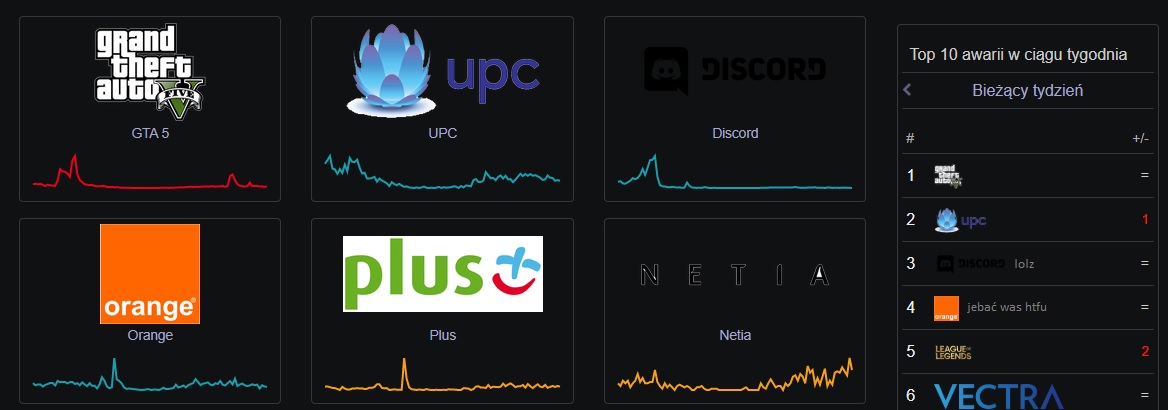 grand
theft
auto
FIVE
GTA 5
upc
UPC
DISCORD
Discord
orange®
Orange
plus
Plus
NETIA
Netia
Top 10 awarii w ciągu tygodnia
Bieżący tydzień
# +/-
1 grand theft auto =
2 upc 1
3 DISCORD lolz =
4 orange jebać was htfu =
5 LEAGUE OF LEGENDS 2
6 VECTRA =